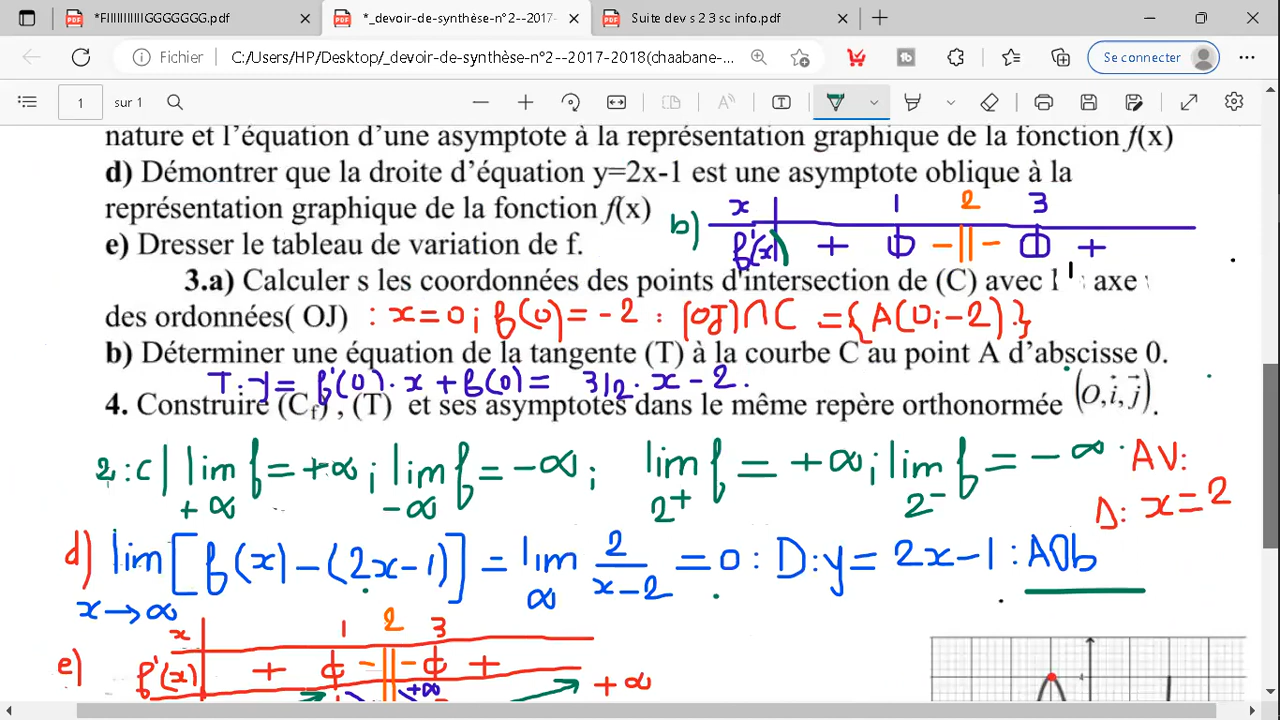 *FIIIIIIIIIIGGGGGGG.pdf
*_devoir-de-synthèse-n°2--2017-
Suite dev s 2 3 sc info.pdf
Fichier
C:/Users/HP/Desktop/_devoir-de-synthèse-n°2--2017-2018(chaabane-...
Se connecter
1 sur 1
nature et l'équation d'une asymptote à la représentation graphique de la fonction f(x)
d) Démontrer que la droite d'équation y=2x-1 est une asymptote oblique à la
représentation graphique de la fonction f(x)
b) x 1 2 3
f'(x) + 0 - || - 0 +
e) Dresser le tableau de variation de f.
3.a) Calculer s les coordonnées des points d'intersection de (C) avec l' axe
des ordonnées( OJ) : x=0; f(0)=-2 : (OJ)∩C ={A(0;-2)}
b) Déterminer une équation de la tangente (T) à la courbe C au point A d'abscisse 0.
T:y= f'(0).x+f(0)= 3/2.x-2.
4. Construire (Cf) , (T) et ses asymptotes dans le même repère orthonormée (O,i,j).
2:c) lim f=+∞; lim f=-∞; lim f=+∞; lim f=-∞. AV:
+∞ -∞ 2+ 2- Δ: x=2
d) lim [f(x)-(2x-1)] = lim 2/(x-2) =0: D:y= 2x-1: AOb
x→∞ ∞
x 1 2 3
e) f'(x) + 0 - || - 0 +
+∞ +∞
4